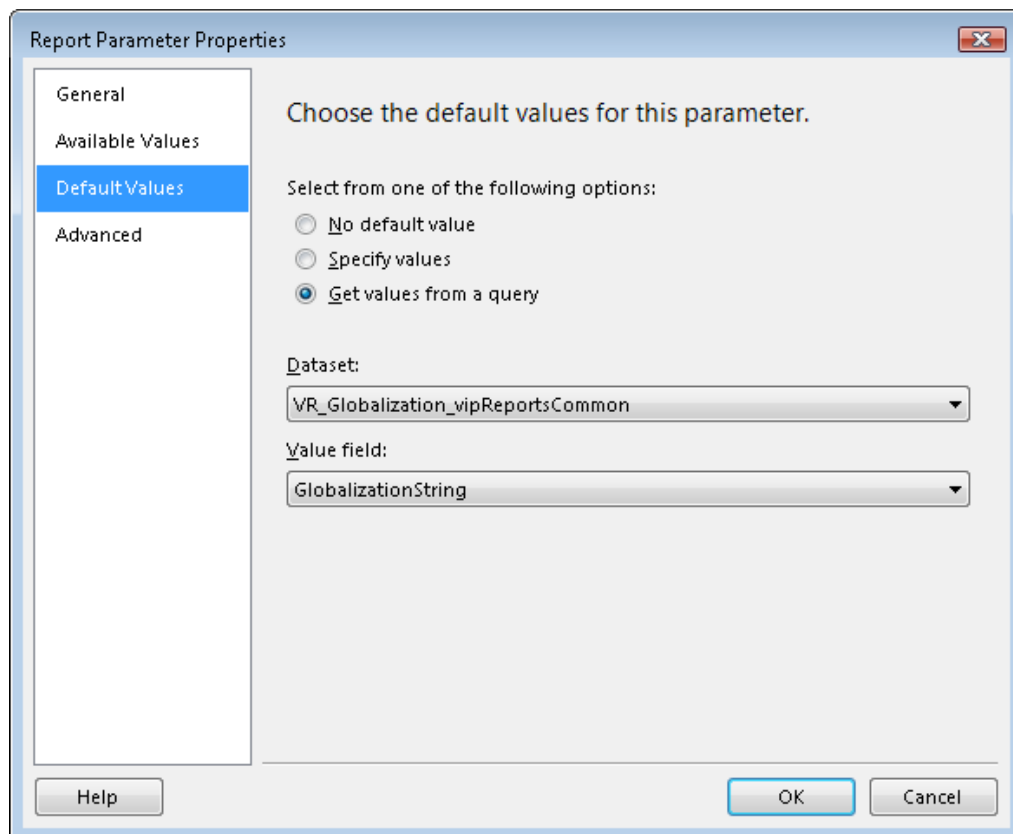 Report Parameter Properties
General
Available Values
Default Values
Advanced
Choose the default values for this parameter.
Select from one of the following options:
No default value
Specify values
Get values from a query
Dataset:
VR_Globalization_vipReportsCommon
Value field:
GlobalizationString
Help
OK
Cancel